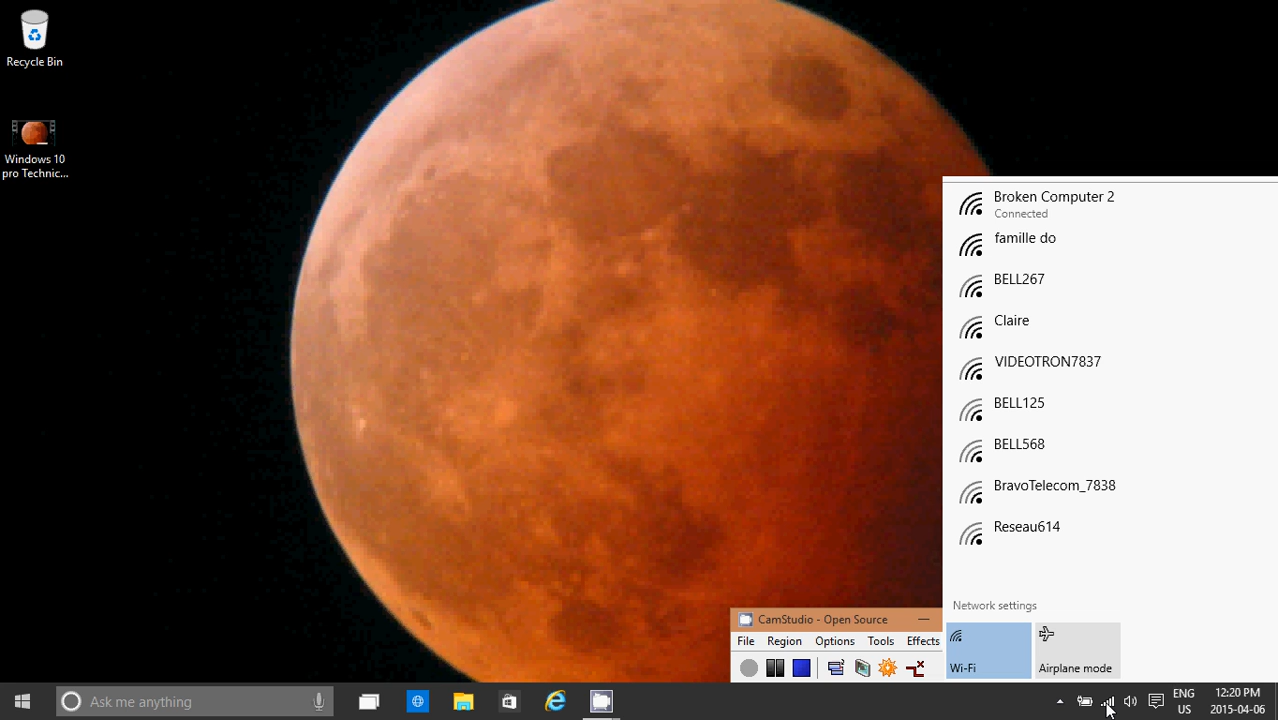 Recycle Bin
Windows 10
pro Technic...
Broken Computer 2
Connected
famille do
BELL267
Claire
VIDEOTRON7837
BELL125
BELL568
BravoTelecom_7838
Reseau614
Network settings
Wi-Fi
Airplane mode
CamStudio - Open Source
File Region Options Tools Effects
Ask me anything
ENG
US
12:20 PM
2015-04-06